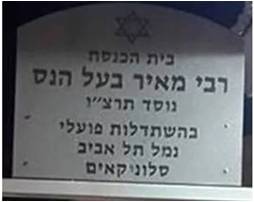 בית הכנסת
רבי מאיר בעל הנס
נוסד תרצ"ו
בהשתדלות פועלי
נמל תל אביב
סלוניקאים